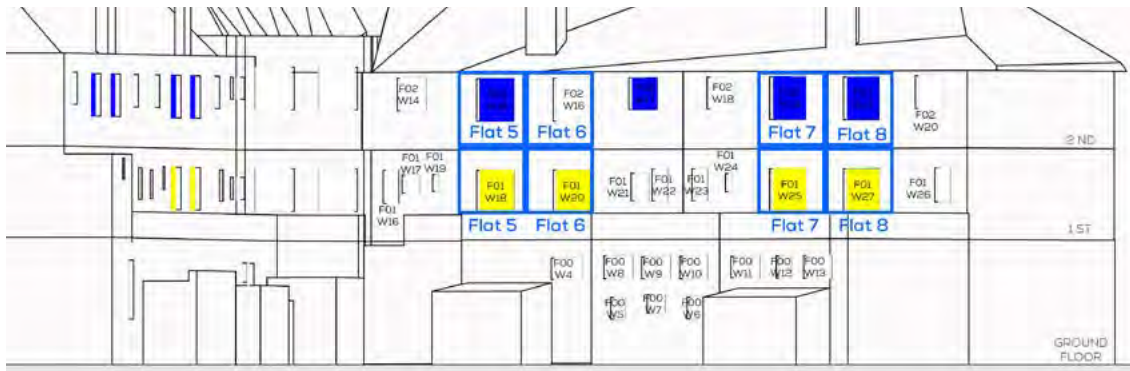 F02
W14
F02
W16
F02
W18
F02
W20
Flat 5
Flat 6
Flat 7
Flat 8
2 ND
F01
W17
F01
W19
F01
W24
F01
W16
F01
W18
F01
W20
F01
W21
F01
W22
F01
W23
F01
W25
F01
W27
F01
W26
Flat 5
Flat 6
Flat 7
Flat 8
1 ST
F00
W4
F00
W8
F00
W9
F00
W10
F00
W11
F00
W12
F00
W13
F00
W5
F00
W7
F00
W6
GROUND
FLOOR